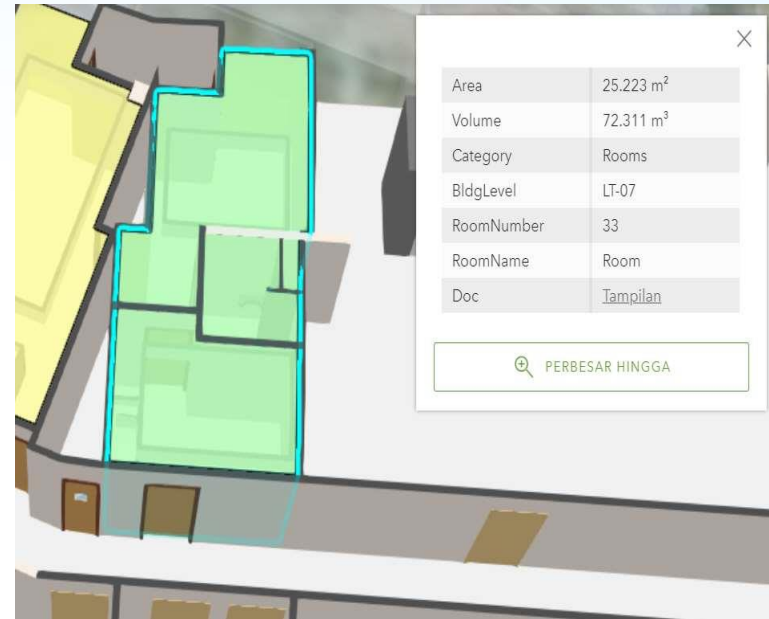 Area 25.223 m²
Volume 72.311 m³
Category Rooms
BldgLevel LT-07
RoomNumber 33
RoomName Room
Doc Tampilan
PERBESAR HINGGA